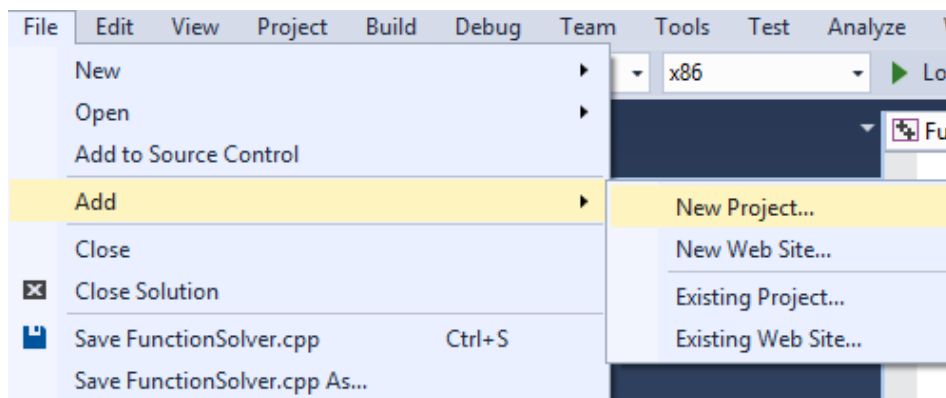 File Edit View Project Build Debug Team Tools Test Analyze
New x86 Lo
Open
Fu
Add to Source Control
Add
New Project...
Close
New Web Site...
Close Solution
Existing Project...
Save FunctionSolver.cpp Ctrl+S
Existing Web Site...
Save FunctionSolver.cpp As...